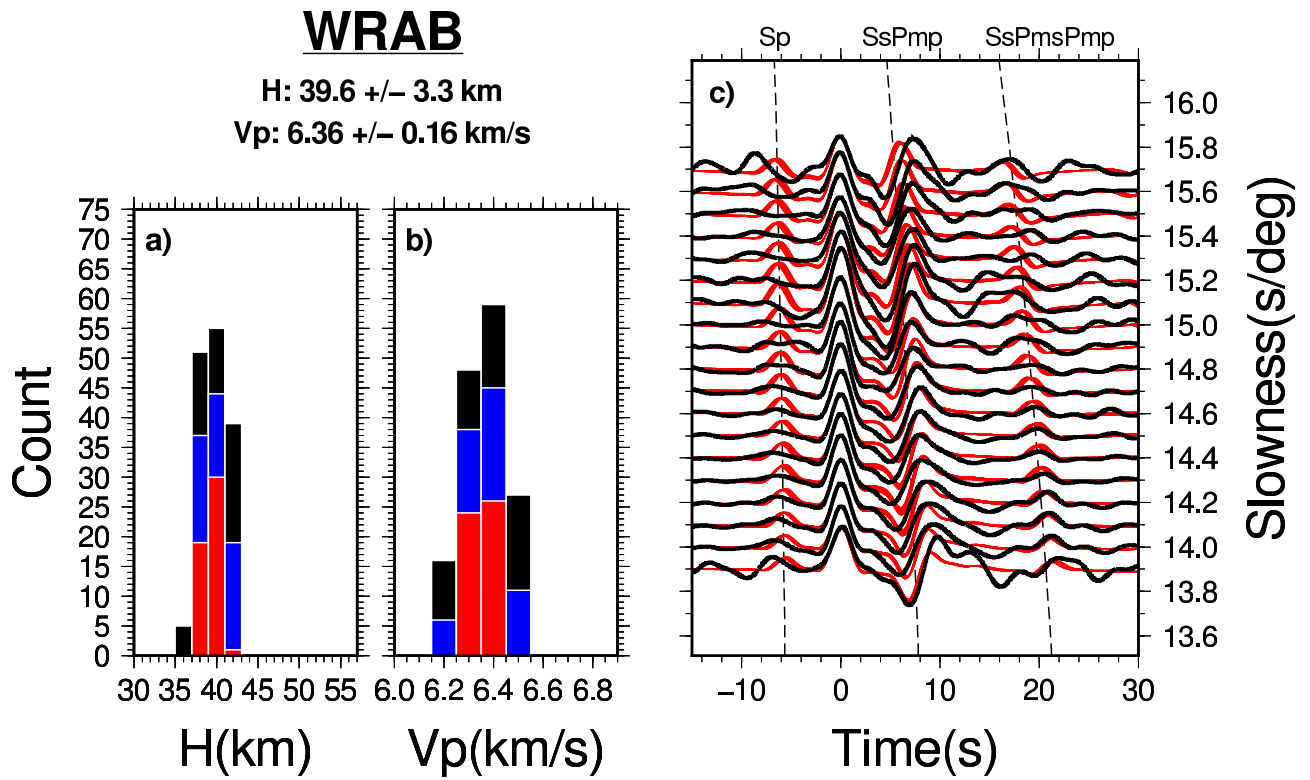 WRAB
H: 39.6 +/− 3.3 km
Vp: 6.36 +/− 0.16 km/s
a)
75
70
65
60
55
50
45
40
35
30
25
20
15
10
5
0
Count
30 35 40 45 50 55
H(km)
b)
6.0 6.2 6.4 6.6 6.8
Vp(km/s)
Sp SsPmp SsPmsPmp
c)
16.0
15.8
15.6
15.4
15.2
15.0
14.8
14.6
14.4
14.2
14.0
13.8
13.6
Slowness(s/deg)
−10 0 10 20 30
Time(s)